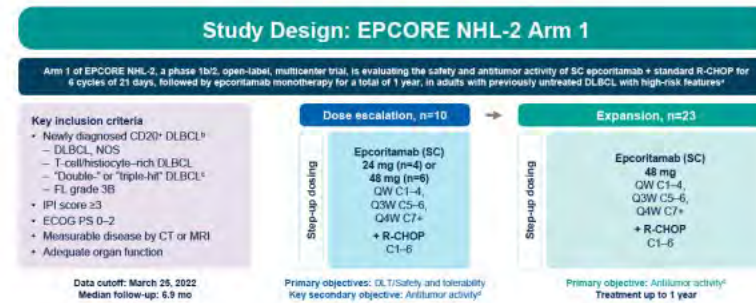 Study Design: EPCORE NHL-2 Arm 1
Arm 1 of EPCORE NHL-2, a phase 1b/2, open-label, multicenter trial, is evaluating the safety and antitumor activity of SC epcoritamab + standard R-CHOP for
6 cycles of 21 days, followed by epcoritamab monotherapy for a total of 1 year, in adults with previously untreated DLBCL with high-risk featuresᵃ
Key inclusion criteria
• Newly diagnosed CD20⁺ DLBCLᵇ
– DLBCL, NOS
– T-cell/histiocyte–rich DLBCL
– "Double-" or "triple-hit" DLBCLᶜ
– FL grade 3B
• IPI score ≥3
• ECOG PS 0–2
• Measurable disease by CT or MRI
• Adequate organ function
Data cutoff: March 25, 2022
Median follow-up: 6.9 mo
Dose escalation, n=10
Step-up dosing
Epcoritamab (SC)
24 mg (n=4) or
48 mg (n=6)
QW C1–4,
Q3W C5–6,
Q4W C7+
+ R-CHOP
C1–6
Primary objectives: DLT/Safety and tolerability
Key secondary objective: Antitumor activityᵈ
Expansion, n=23
Step-up dosing
Epcoritamab (SC)
48 mg
QW C1–4,
Q3W C5–6,
Q4W C7+
+ R-CHOP
C1–6
Primary objective: Antitumor activityᵈ
Treatment up to 1 year